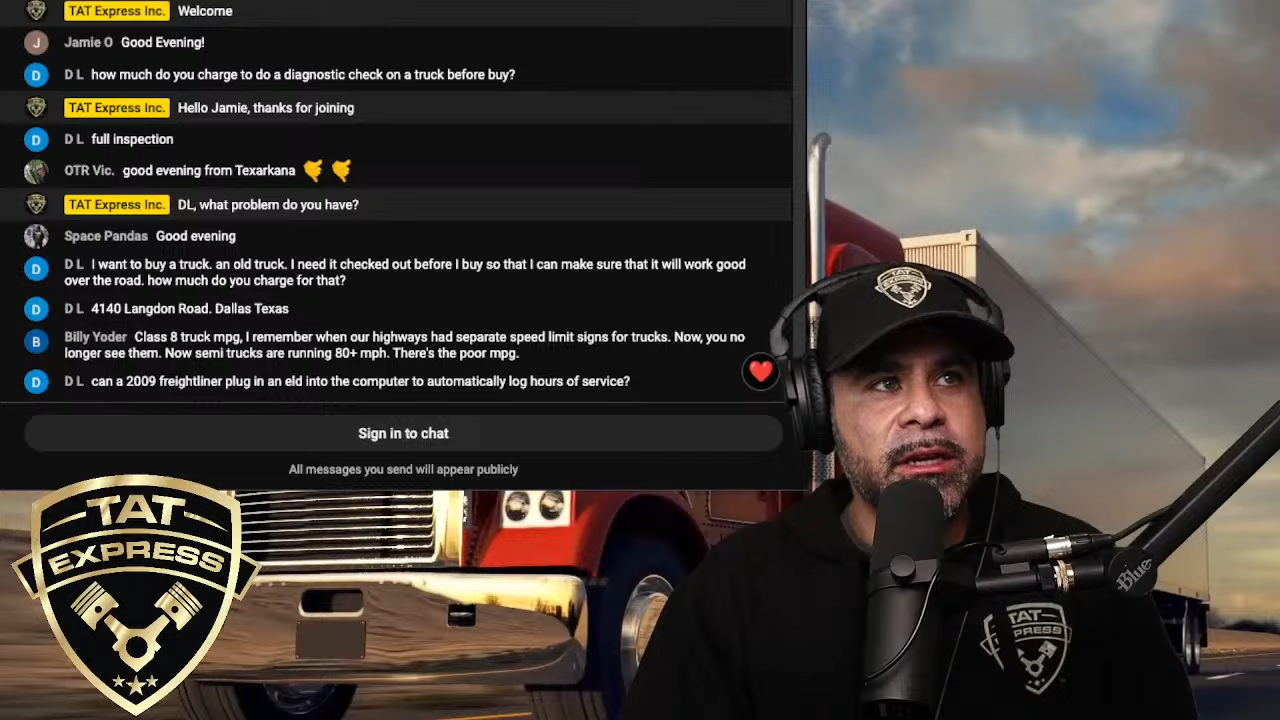 TAT Express Inc. Welcome
J Jamie O Good Evening!
D D L how much do you charge to do a diagnostic check on a truck before buy?
TAT Express Inc. Hello Jamie, thanks for joining
D D L full inspection
OTR Vic. good evening from Texarkana
TAT Express Inc. DL, what problem do you have?
Space Pandas Good evening
D D L I want to buy a truck. an old truck. I need it checked out before I buy so that I can make sure that it will work good
over the road. how much do you charge for that?
D D L 4140 Langdon Road. Dallas Texas
B Billy Yoder Class 8 truck mpg, I remember when our highways had separate speed limit signs for trucks. Now, you no
longer see them. Now semi trucks are running 80+ mph. There's the poor mpg.
D D L can a 2009 freightliner plug in an eld into the computer to automatically log hours of service?
Sign in to chat
All messages you send will appear publicly
TAT
EXPRESS
TAT
EXPRESS
Blue
TAT
PRESS